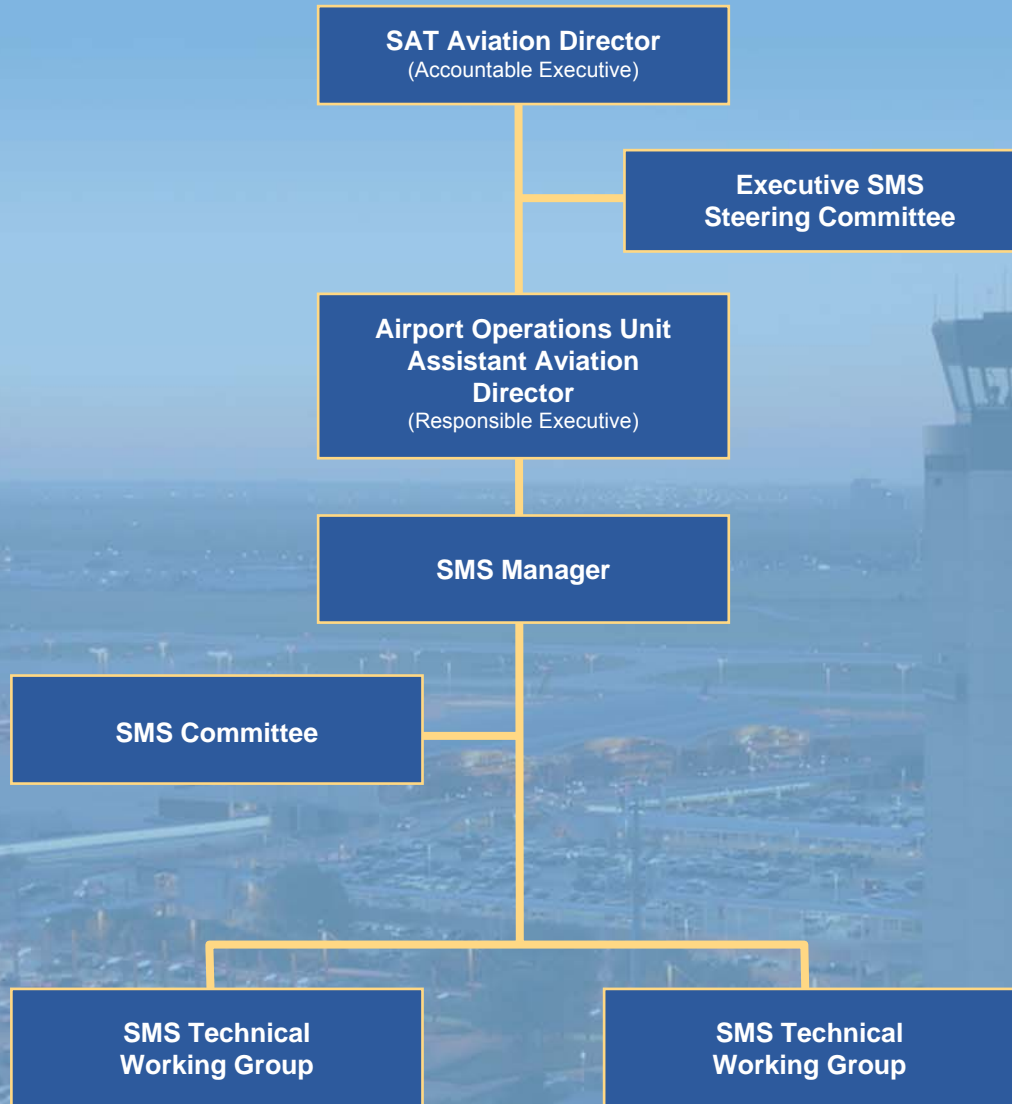 SAT Aviation Director
(Accountable Executive)
Executive SMS
Steering Committee
Airport Operations Unit
Assistant Aviation
Director
(Responsible Executive)
SMS Manager
SMS Committee
SMS Technical
Working Group
SMS Technical
Working Group